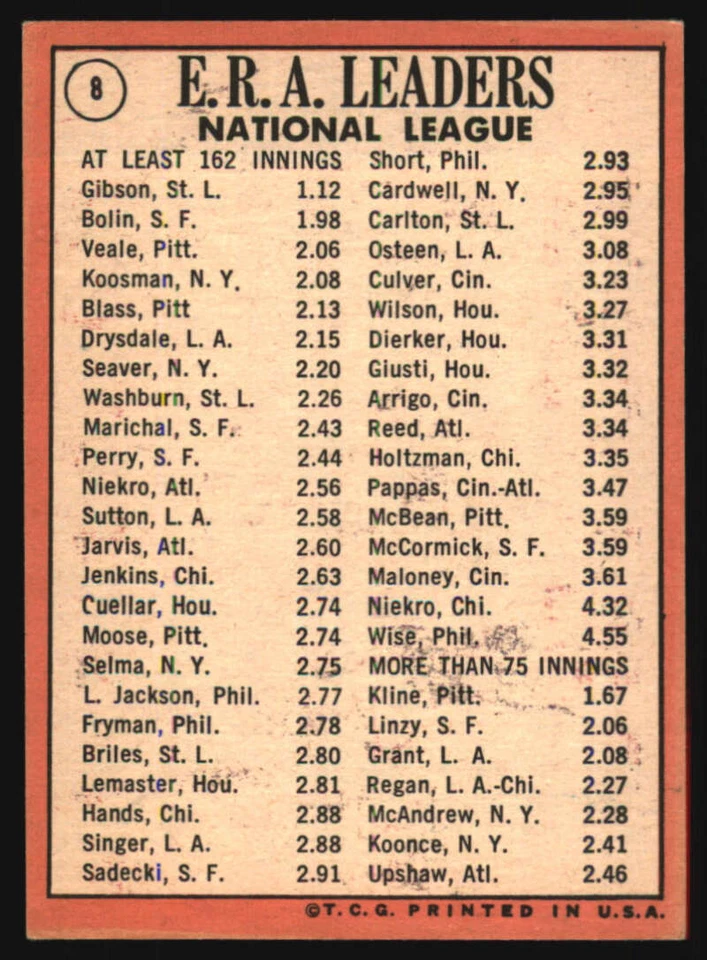 8
E. R. A. LEADERS
NATIONAL LEAGUE
AT LEAST 162 INNINGS
Gibson, St. L. 1.12
Bolin, S. F. 1.98
Veale, Pitt. 2.06
Koosman, N. Y. 2.08
Blass, Pitt 2.13
Drysdale, L. A. 2.15
Seaver, N. Y. 2.20
Washburn, St. L. 2.26
Marichal, S. F. 2.43
Perry, S. F. 2.44
Niekro, Atl. 2.56
Sutton, L. A. 2.58
Jarvis, Atl. 2.60
Jenkins, Chi. 2.63
Cuellar, Hou. 2.74
Moose, Pitt. 2.74
Selma, N. Y. 2.75
L. Jackson, Phil. 2.77
Fryman, Phil. 2.78
Briles, St. L. 2.80
Lemaster, Hou. 2.81
Hands, Chi. 2.88
Singer, L. A. 2.88
Sadecki, S. F. 2.91
Short, Phil. 2.93
Cardwell, N. Y. 2.95
Carlton, St. L. 2.99
Osteen, L. A. 3.08
Culver, Cin. 3.23
Wilson, Hou. 3.27
Dierker, Hou. 3.31
Giusti, Hou. 3.32
Arrigo, Cin. 3.34
Reed, Atl. 3.34
Holtzman, Chi. 3.35
Pappas, Cin.-Atl. 3.47
McBean, Pitt. 3.59
McCormick, S. F. 3.59
Maloney, Cin. 3.61
Niekro, Chi. 4.32
Wise, Phil. 4.55
MORE THAN 75 INNINGS
Kline, Pitt. 1.67
Linzy, S. F. 2.06
Grant, L. A. 2.08
Regan, L. A.-Chi. 2.27
McAndrew, N. Y. 2.28
Koonce, N. Y. 2.41
Upshaw, Atl. 2.46
©T. C. G. PRINTED IN U.S.A.